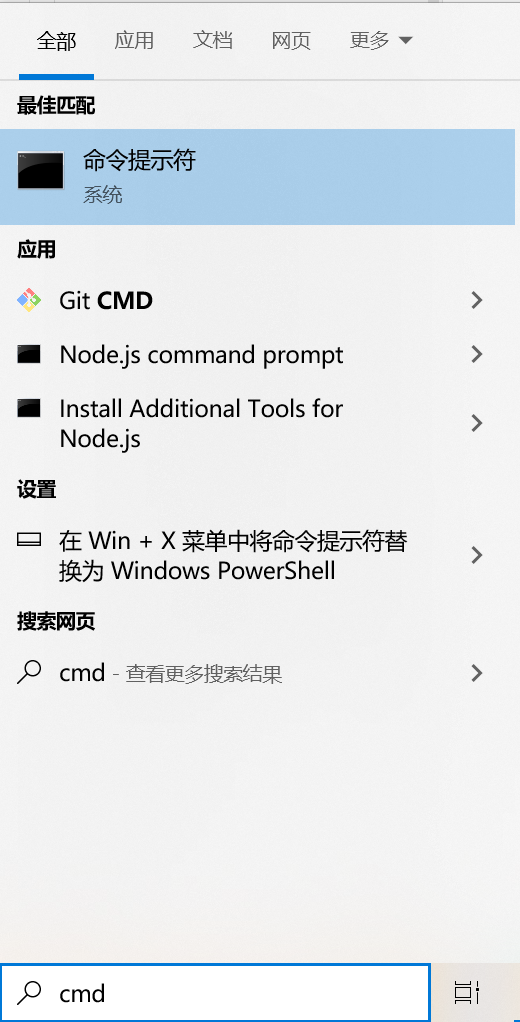 全部 应用 文档 网页 更多
最佳匹配
命令提示符
系统
应用
Git CMD
Node.js command prompt
Install Additional Tools for
Node.js
设置
在 Win + X 菜单中将命令提示符替
换为 Windows PowerShell
搜索网页
cmd - 查看更多搜索结果
cmd